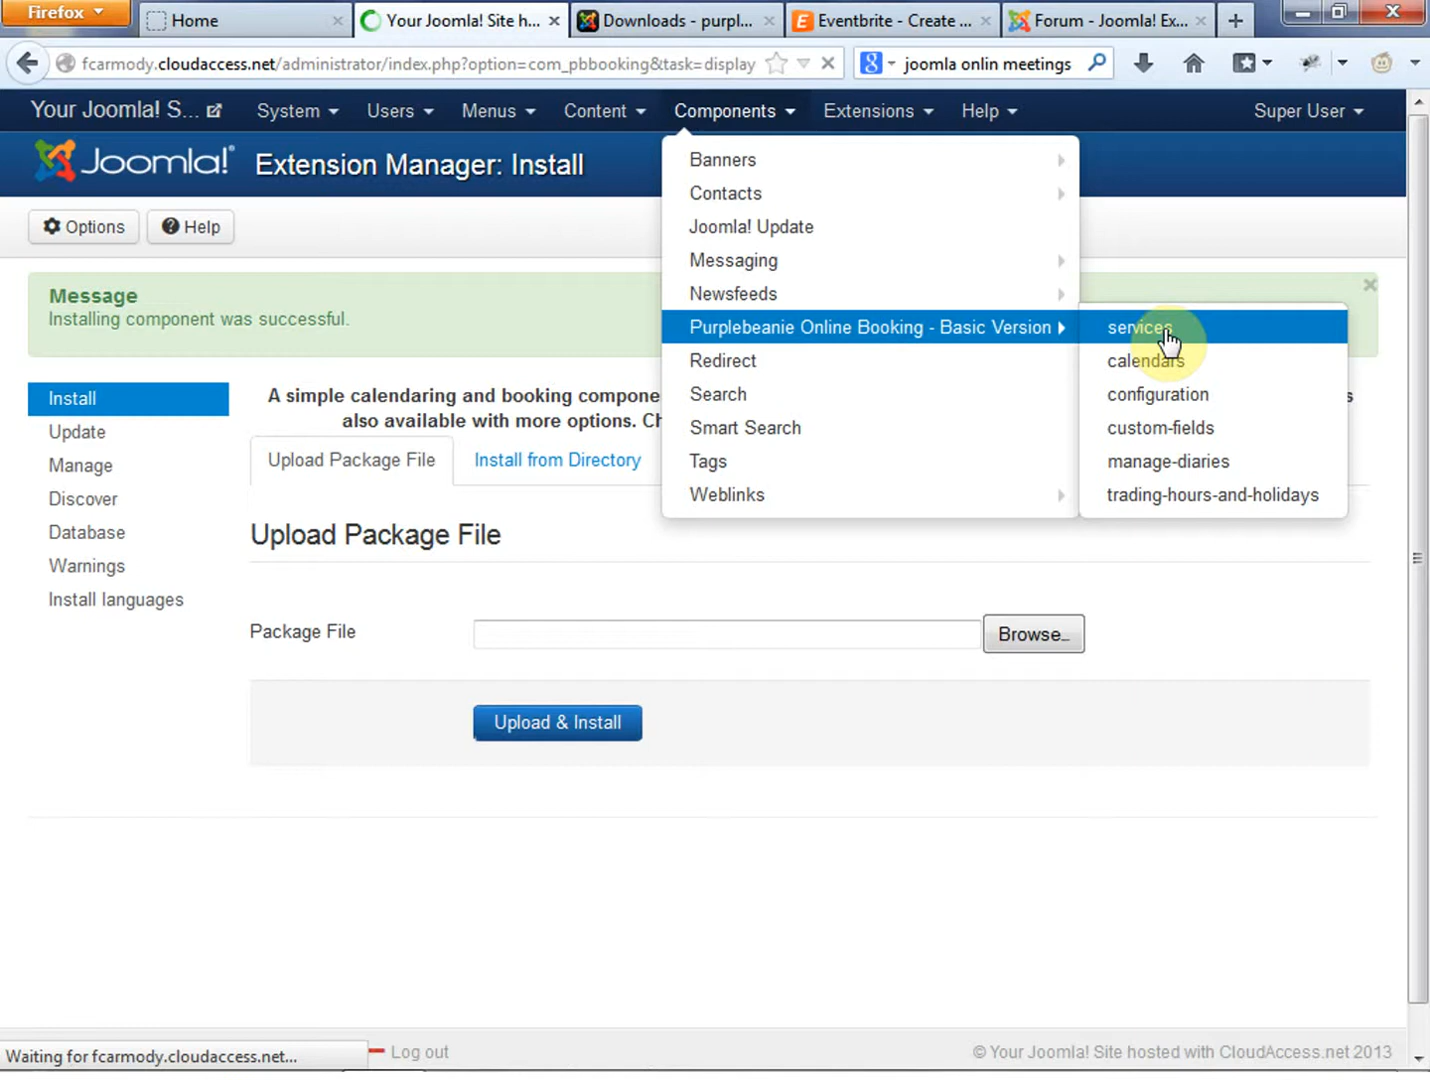 Firefox
Home
Your Joomla! Site h...
Downloads - purpl...
Eventbrite - Create ...
Forum - Joomla! Ex...
fcarmody.cloudaccess.net/administrator/index.php?option=com_pbbooking&task=display
joomla onlin meetings
Your Joomla! S... System Users Menus Content Components Extensions Help Super User
Joomla!® Extension Manager: Install
Options Help
Banners
Contacts
Joomla! Update
Messaging
Newsfeeds
Purplebeanie Online Booking - Basic Version
Redirect
Search
Smart Search
Tags
Weblinks
services
calendars
configuration
custom-fields
manage-diaries
trading-hours-and-holidays
Message
Installing component was successful.
Install
Update
Manage
Discover
Database
Warnings
Install languages
A simple calendaring and booking compone
also available with more options. Ch
Upload Package File Install from Directory
Upload Package File
Package File Browse...
Upload & Install
Waiting for fcarmody.cloudaccess.net...
Log out
© Your Joomla! Site hosted with CloudAccess.net 2013